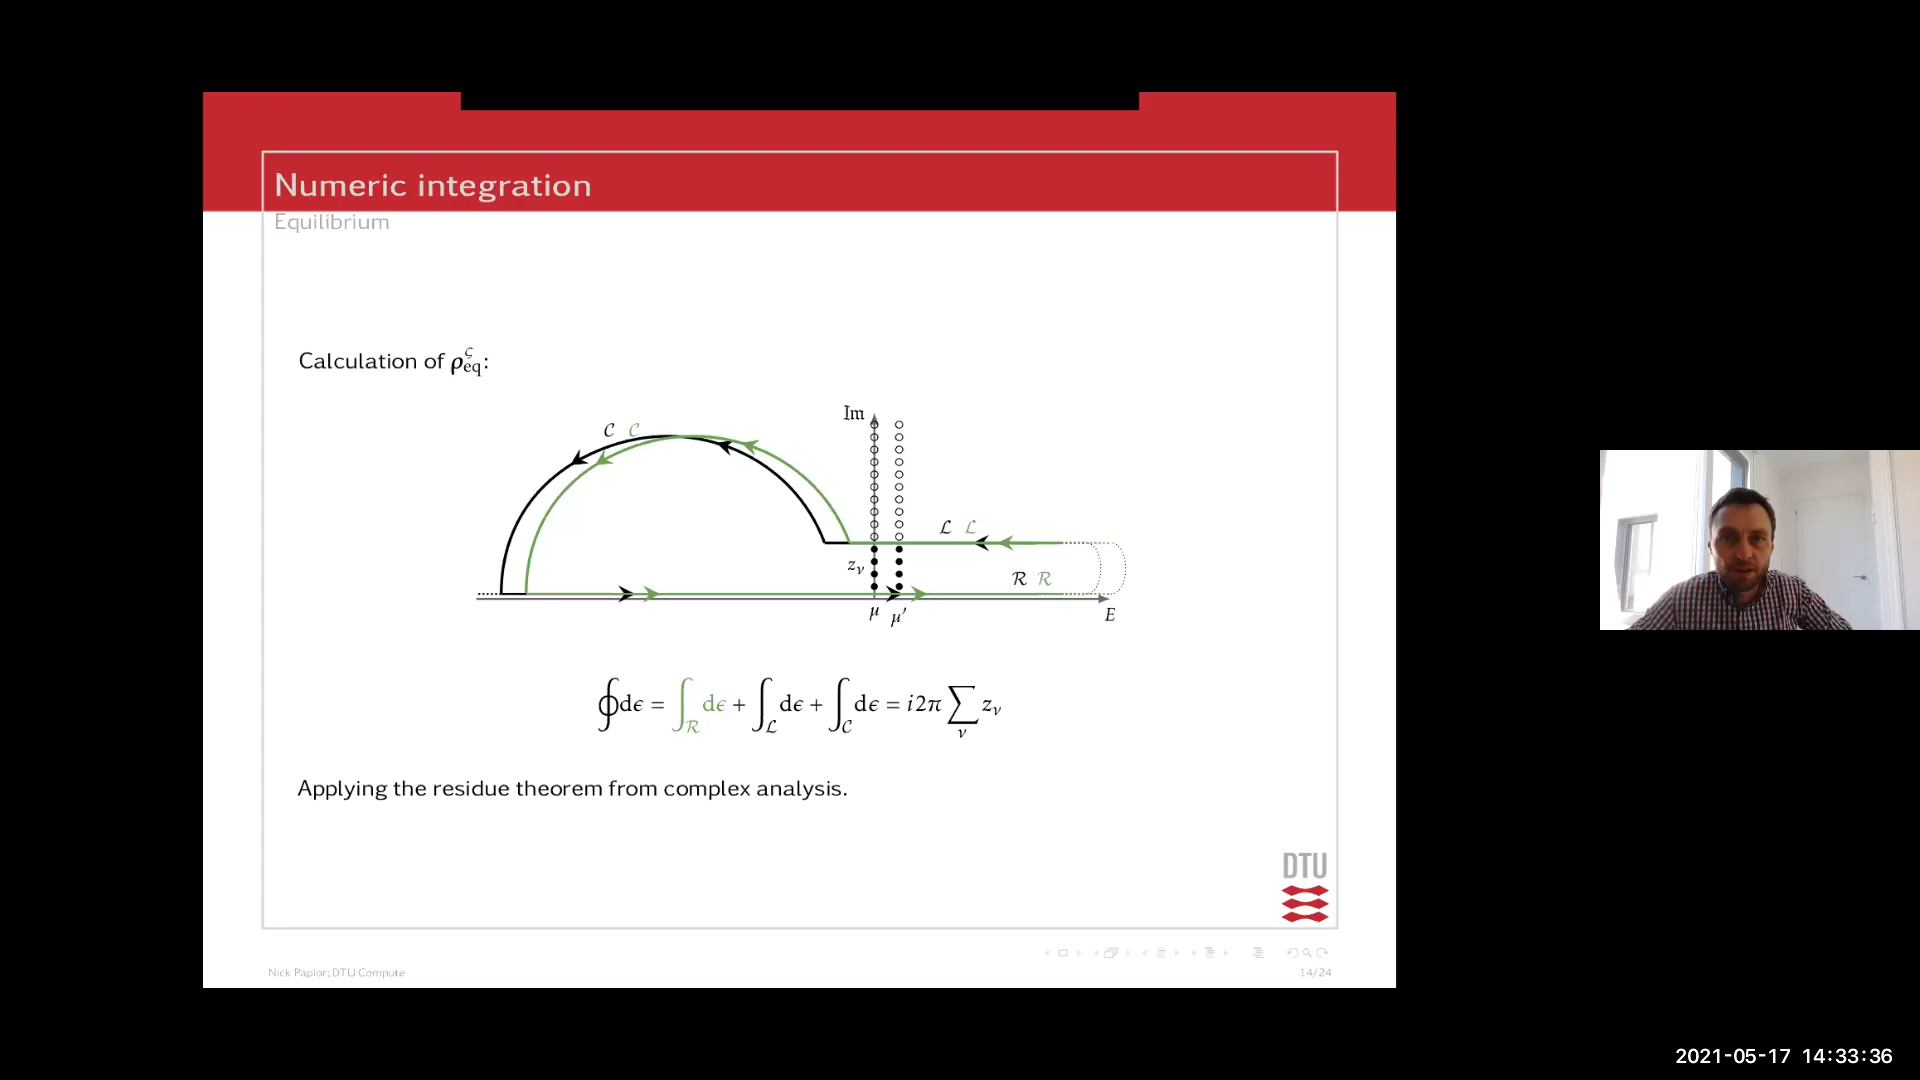 Numeric integration
Equilibrium
Calculation of ρ^ς_eq:
Im
C C
L L
z_ν
R R
μ μ′
E
∮dϵ = ∫_R dϵ + ∫_L dϵ + ∫_C dϵ = i2π ∑_ν z_ν
Applying the residue theorem from complex analysis.
DTU
Nick Papior; DTU Compute
14/24
2021-05-17 14:33:36